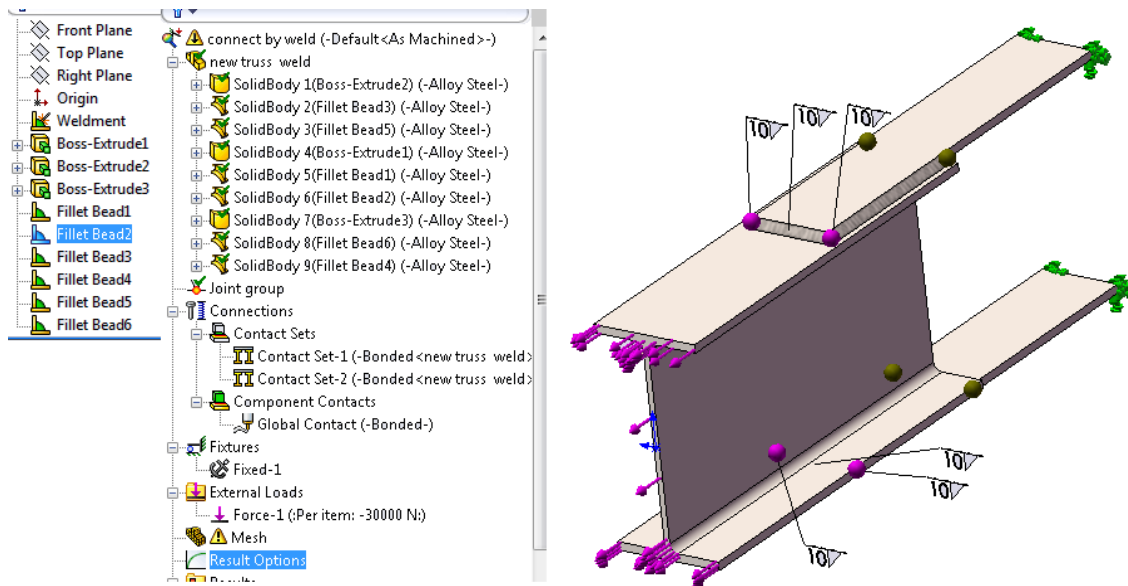 Front Plane
Top Plane
Right Plane
Origin
Weldment
Boss-Extrude1
Boss-Extrude2
Boss-Extrude3
Fillet Bead1
Fillet Bead2
Fillet Bead3
Fillet Bead4
Fillet Bead5
Fillet Bead6
connect by weld (-Default<As Machined>-)
new truss weld
SolidBody 1(Boss-Extrude2) (-Alloy Steel-)
SolidBody 2(Fillet Bead3) (-Alloy Steel-)
SolidBody 3(Fillet Bead5) (-Alloy Steel-)
SolidBody 4(Boss-Extrude1) (-Alloy Steel-)
SolidBody 5(Fillet Bead1) (-Alloy Steel-)
SolidBody 6(Fillet Bead2) (-Alloy Steel-)
SolidBody 7(Boss-Extrude3) (-Alloy Steel-)
SolidBody 8(Fillet Bead6) (-Alloy Steel-)
SolidBody 9(Fillet Bead4) (-Alloy Steel-)
Joint group
Connections
Contact Sets
Contact Set-1 (-Bonded<new truss weld>
Contact Set-2 (-Bonded<new truss weld>
Component Contacts
Global Contact (-Bonded-)
Fixtures
Fixed-1
External Loads
Force-1 (:Per item: -30000 N:)
Mesh
Result Options
Results
10
10
10
10
10
10